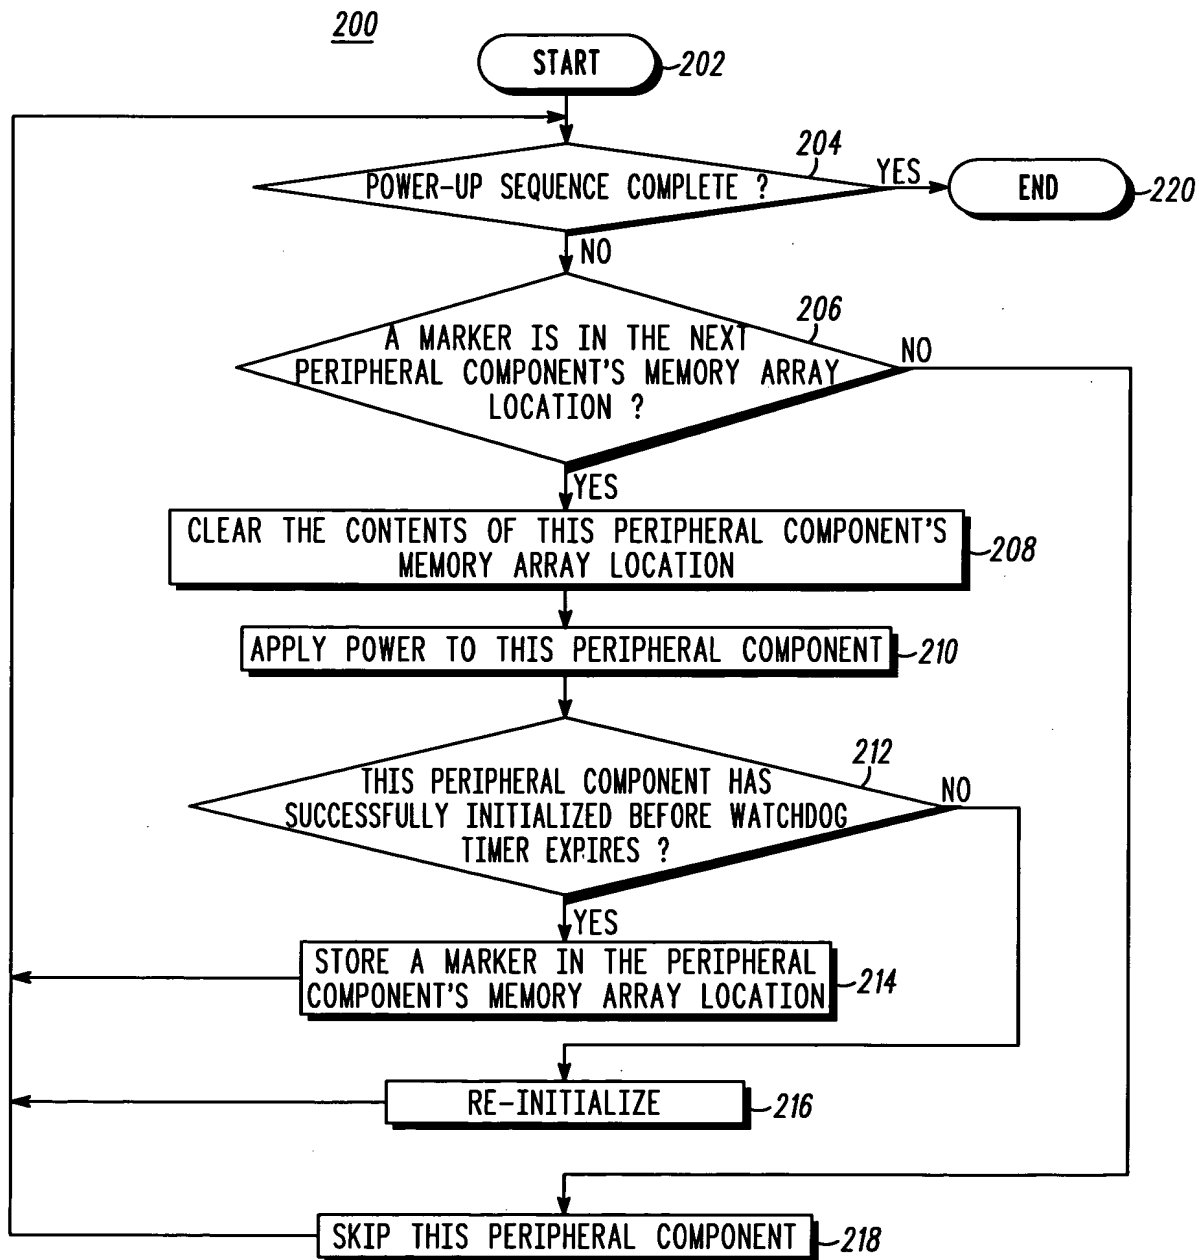 200
START
202
204
POWER-UP SEQUENCE COMPLETE ?
YES
END
220
NO
206
A MARKER IS IN THE NEXT
PERIPHERAL COMPONENT'S MEMORY ARRAY
LOCATION ?
NO
YES
CLEAR THE CONTENTS OF THIS PERIPHERAL COMPONENT'S
MEMORY ARRAY LOCATION
208
APPLY POWER TO THIS PERIPHERAL COMPONENT
210
212
THIS PERIPHERAL COMPONENT HAS
SUCCESSFULLY INITIALIZED BEFORE WATCHDOG
TIMER EXPIRES ?
NO
YES
STORE A MARKER IN THE PERIPHERAL
COMPONENT'S MEMORY ARRAY LOCATION
214
RE-INITIALIZE
216
SKIP THIS PERIPHERAL COMPONENT
218